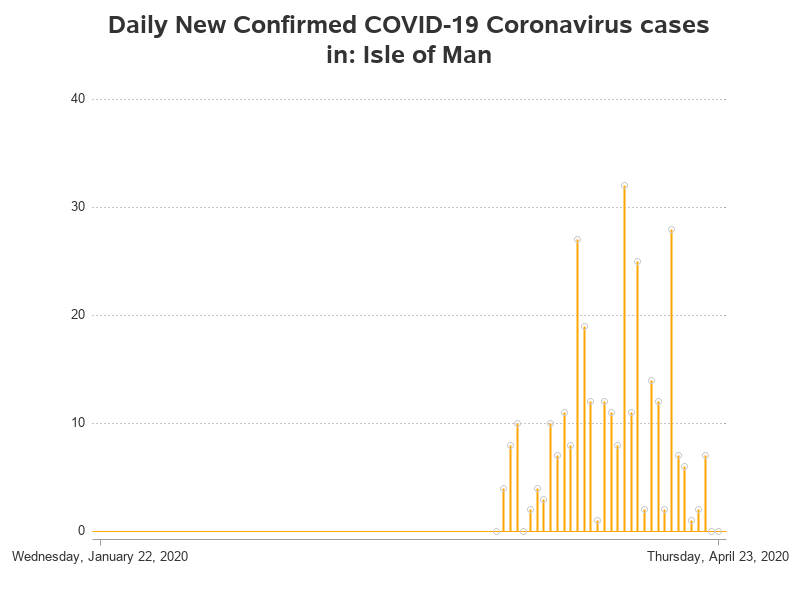 Daily New Confirmed COVID-19 Coronavirus cases
in: Isle of Man
40
30
20
10
0
Wednesday, January 22, 2020 Thursday, April 23, 2020